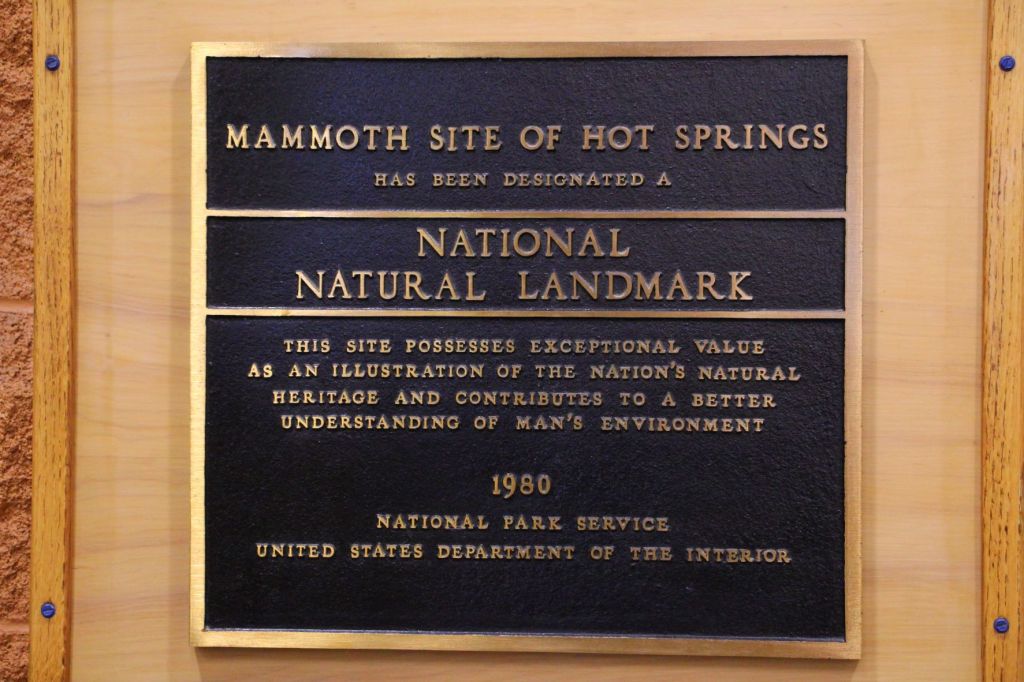 MAMMOTH SITE OF HOT SPRINGS
HAS BEEN DESIGNATED A
NATIONAL
NATURAL LANDMARK
THIS SITE POSSESSES EXCEPTIONAL VALUE
AS AN ILLUSTRATION OF THE NATION'S NATURAL
HERITAGE AND CONTRIBUTES TO A BETTER
UNDERSTANDING OF MAN'S ENVIRONMENT
1980
NATIONAL PARK SERVICE
UNITED STATES DEPARTMENT OF THE INTERIOR